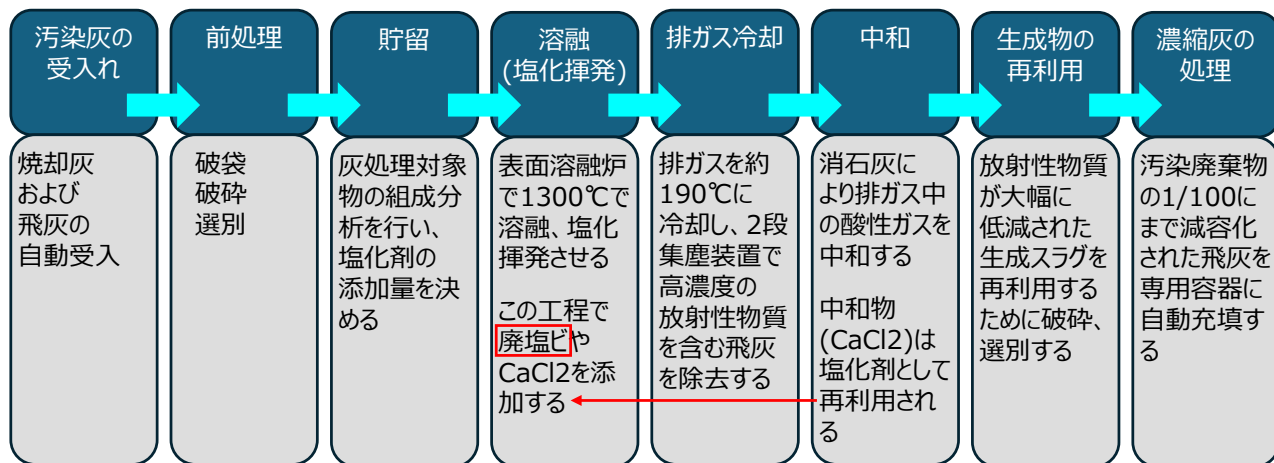 汚染灰の
受入れ
前処理
貯留
溶融
(塩化揮発)
排ガス冷却
中和
生成物の
再利用
濃縮灰の
処理
焼却灰
および
飛灰の
自動受入
破袋
破砕
選別
灰処理対象
物の組成分
析を行い、
塩化剤の
添加量を決
める
表面溶融炉
で1300℃で
溶融、塩化
揮発させる
この工程で
廃塩ビや
CaCl2を添
加する
排ガスを約
190℃に
冷却し、2段
集塵装置で
高濃度の
放射性物質
を含む飛灰
を除去する
消石灰に
より排ガス中
の酸性ガスを
中和する
中和物
(CaCl2)は
塩化剤として
再利用され
る
放射性物質
が大幅に
低減された
生成スラグを
再利用する
ために破砕、
選別する
汚染廃棄物
の1/100に
まで減容化
された飛灰を
専用容器に
自動充填す
る